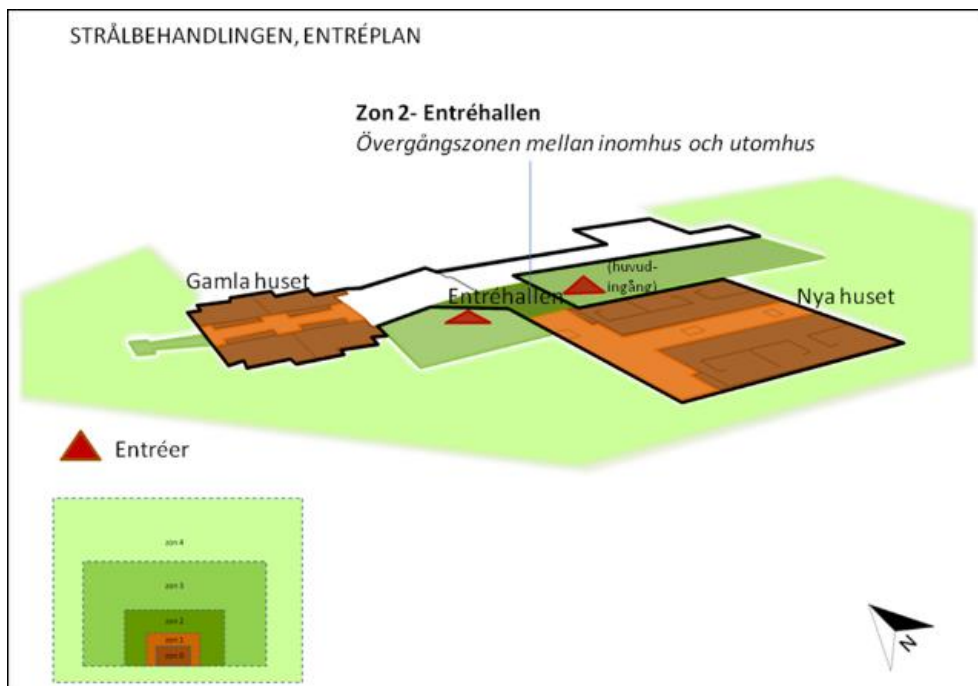 STRÅLBEHANDLINGEN, ENTRÉPLAN
Zon 2- Entréhallen
Övergångszonen mellan inomhus och utomhus
Gamla huset
Entréhallen
(huvud-
ingång)
Nya huset
Entréer
zon 4
zon 3
zon 2
zon 1
zon 0
N